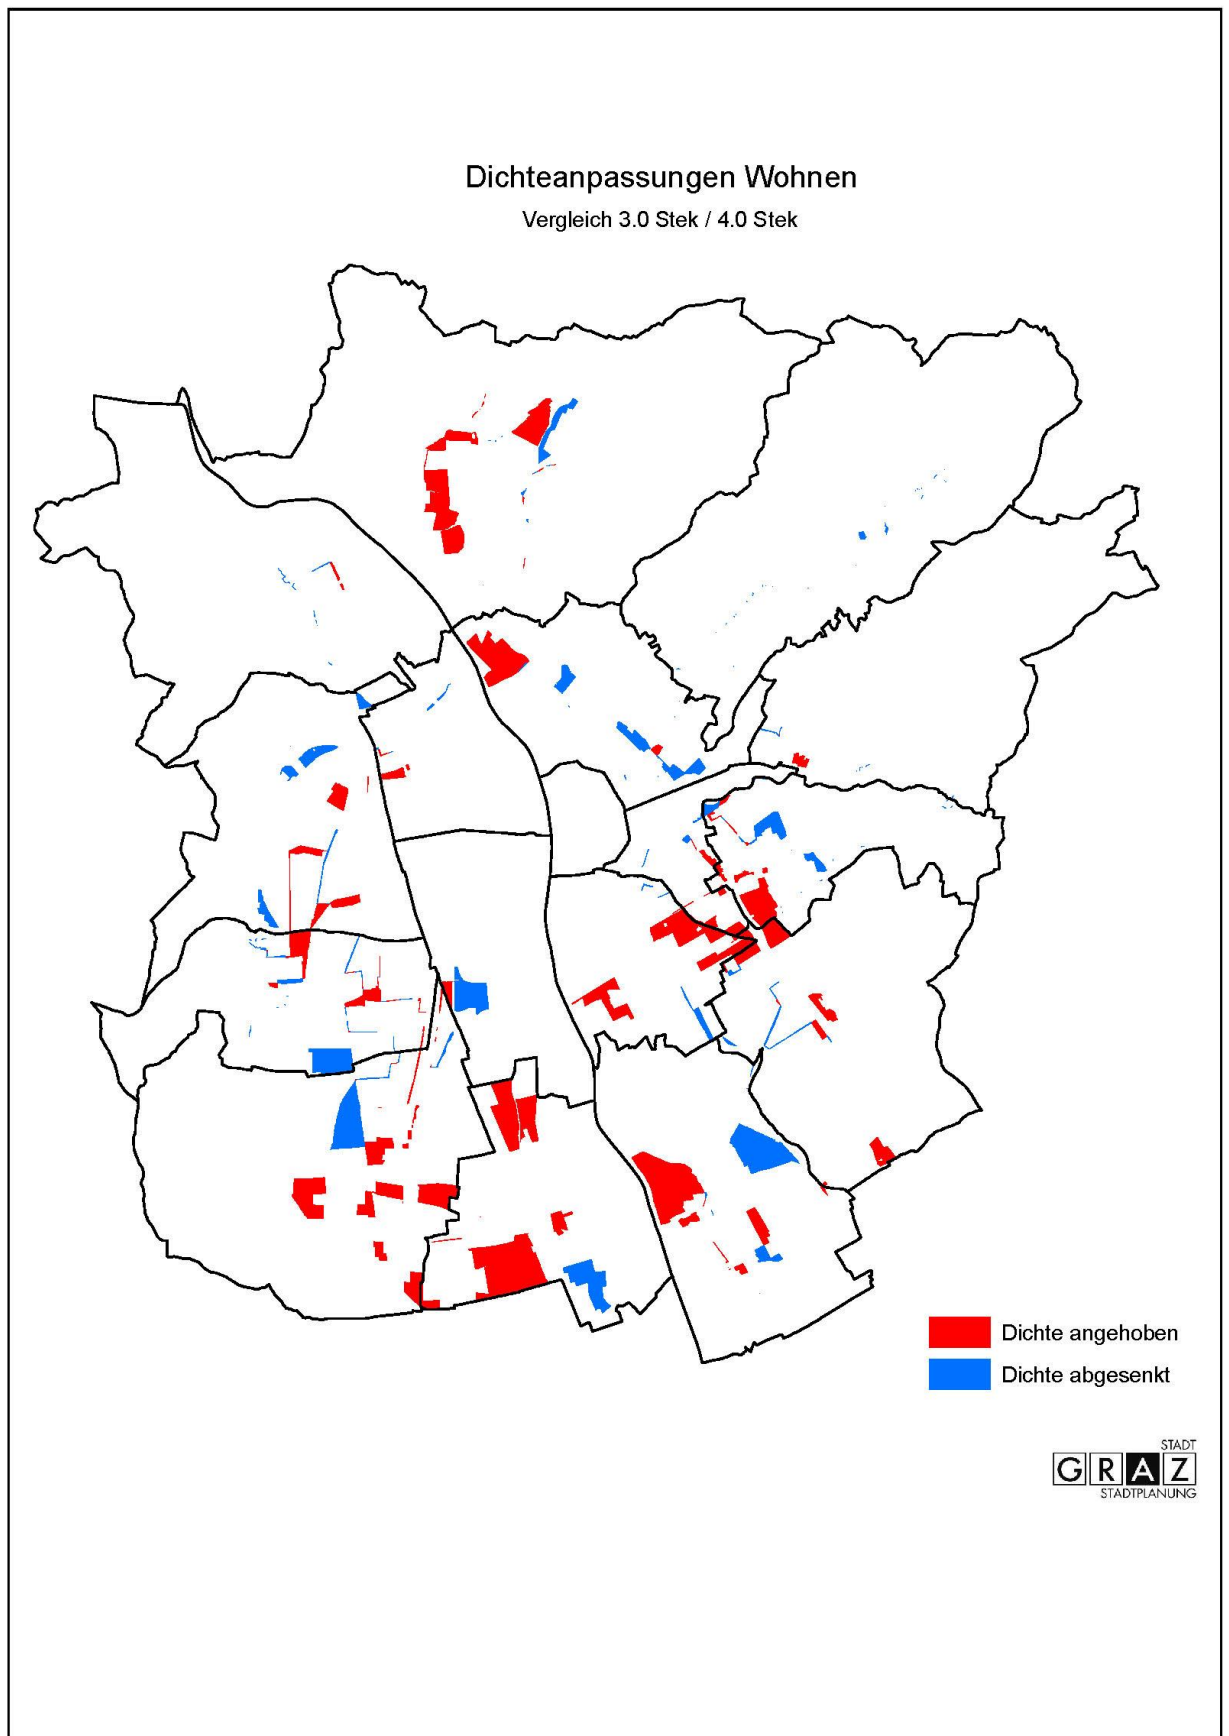 Dichteanpassungen Wohnen
Vergleich 3.0 Stek / 4.0 Stek
Dichte angehoben
Dichte abgesenkt
STADT
GRAZ
STADTPLANUNG